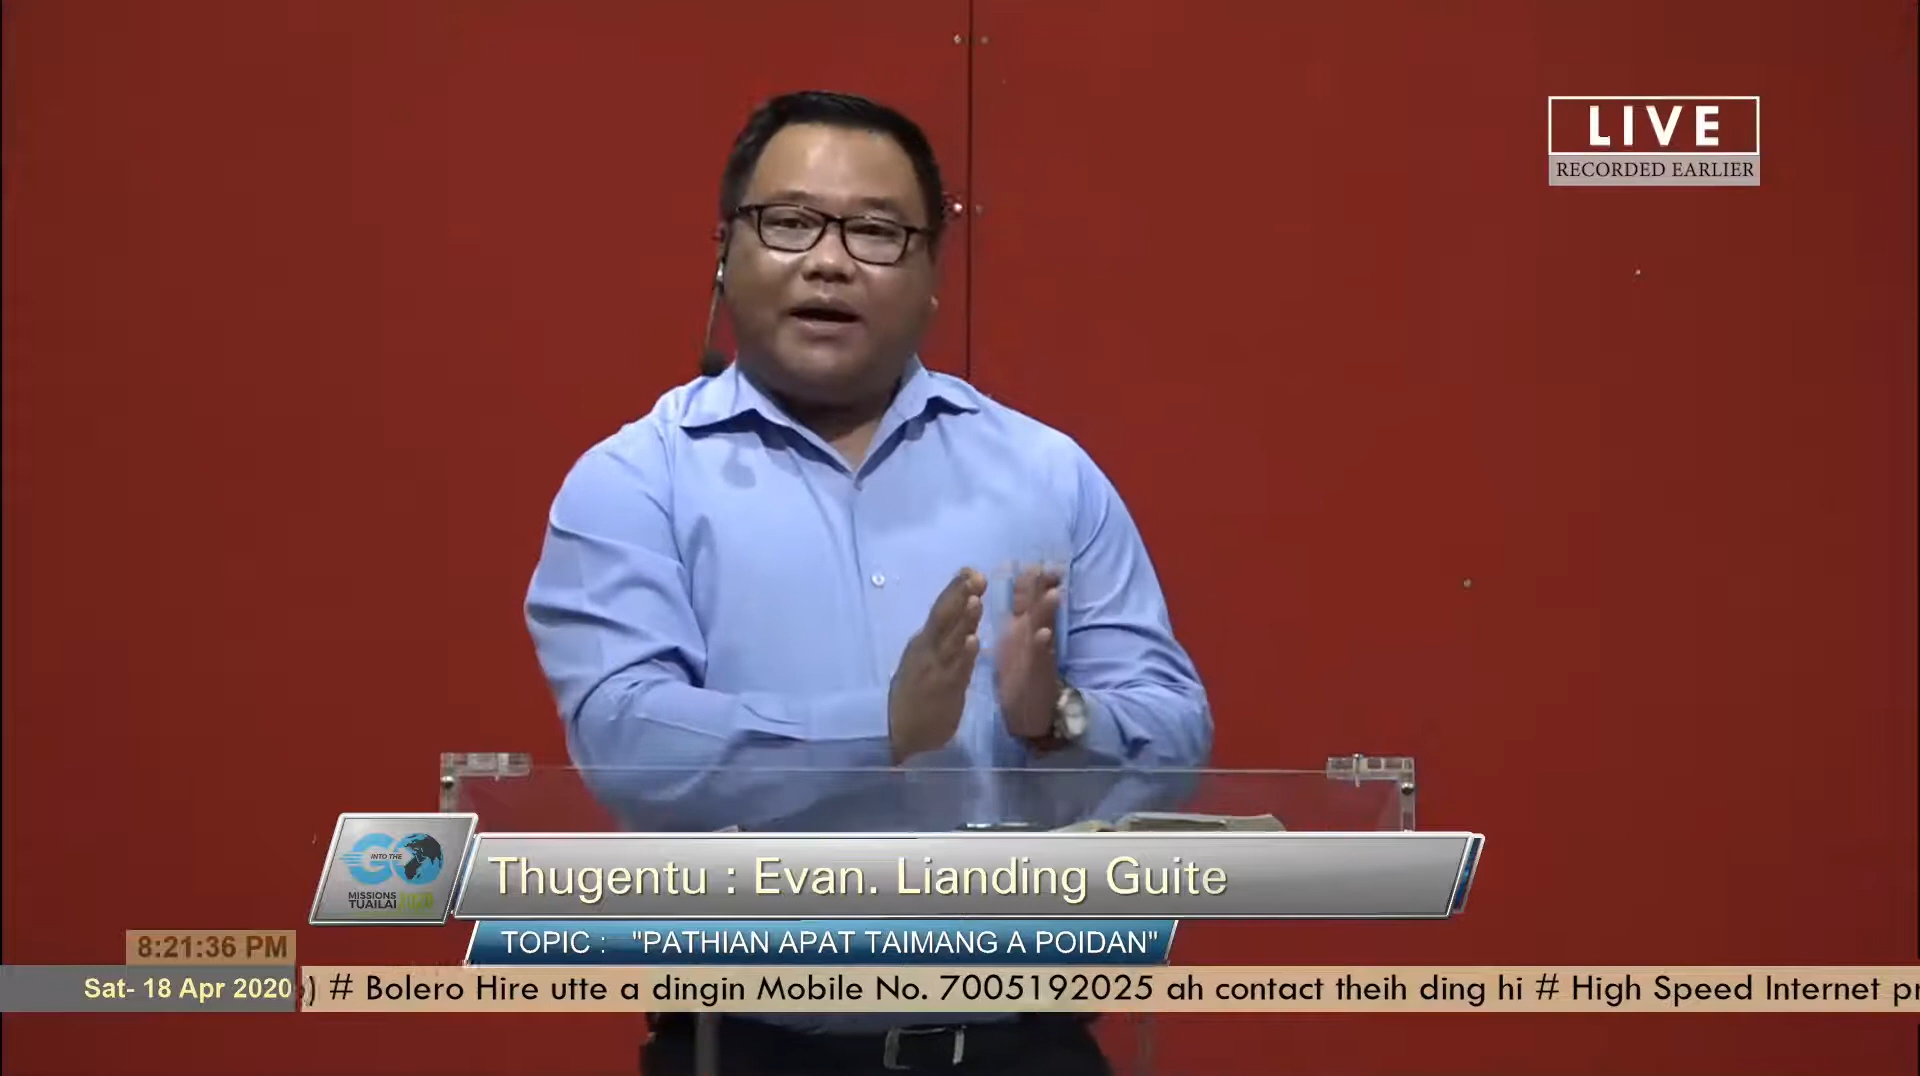 LIVE
RECORDED EARLIER
GO
INTO THE
MISSIONS
TUAILAI 2020
Thugentu : Evan. Lianding Guite
TOPIC : "PATHIAN APAT TAIMANG A POIDAN"
8:21:36 PM
Sat- 18 Apr 2020
) # Bolero Hire utte a dingin Mobile No. 7005192025 ah contact theih ding hi # High Speed Internet pr